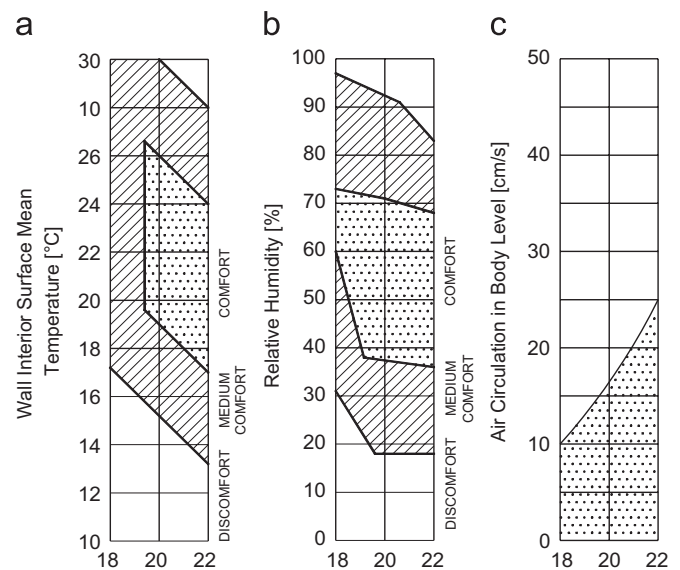 a
b
c
30
10
26
24
22
20
18
16
14
12
10
18 20 22
Wall Interior Surface Mean
Temperature [°C]
COMFORT
MEDIUM
COMFORT
DISCOMFORT
100
90
80
70
60
50
40
30
20
10
0
18 20 22
Relative Humidity [%]
COMFORT
MEDIUM
COMFORT
DISCOMFORT
50
40
30
20
10
0
18 20 22
Air Circulation in Body Level [cm/s]